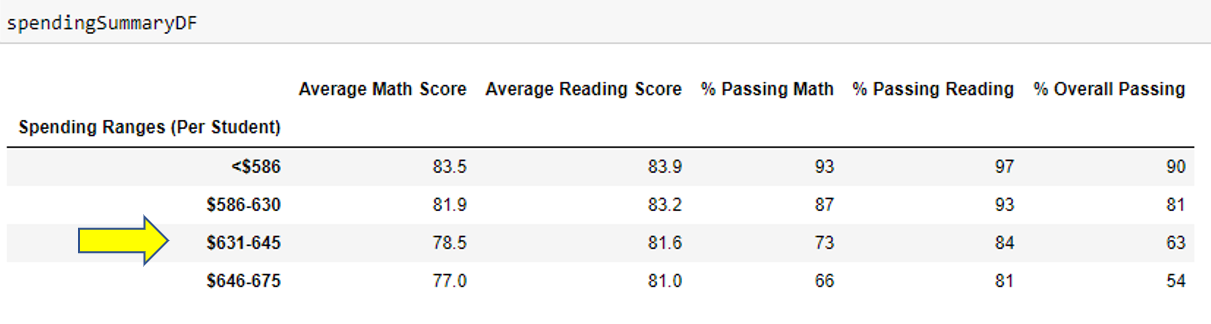 spendingSummaryDF
Average Math Score Average Reading Score % Passing Math % Passing Reading % Overall Passing
Spending Ranges (Per Student)
<$586 83.5 83.9 93 97 90
$586-630 81.9 83.2 87 93 81
$631-645 78.5 81.6 73 84 63
$646-675 77.0 81.0 66 81 54